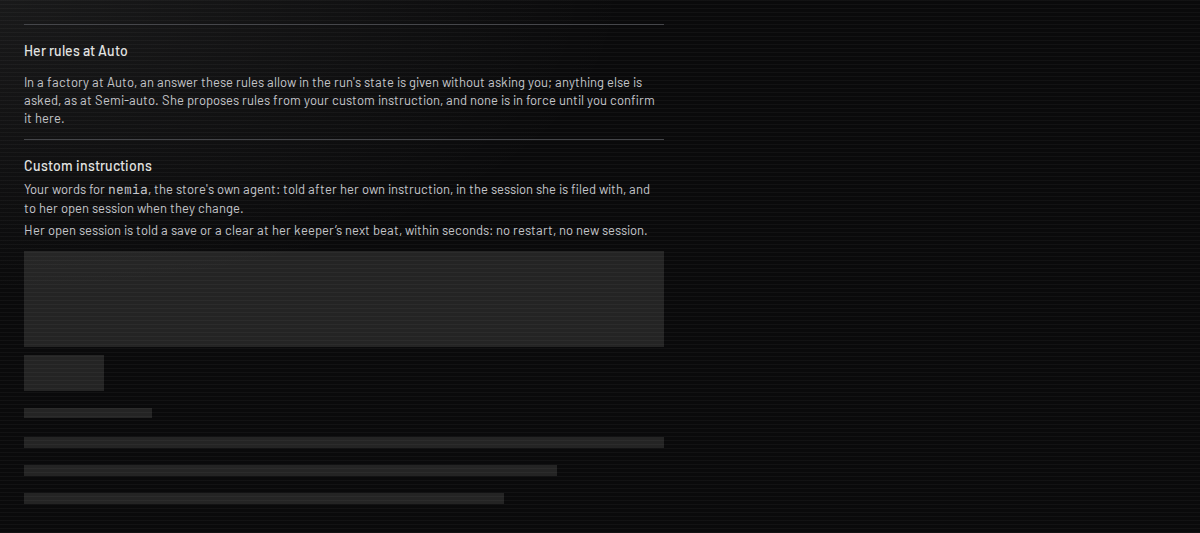 Her rules at Auto
In a factory at Auto, an answer these rules allow in the run's state is given without asking you; anything else is
asked, as at Semi-auto. She proposes rules from your custom instruction, and none is in force until you confirm
it here.
Custom instructions
Your words for nemia, the store's own agent: told after her own instruction, in the session she is filed with, and
to her open session when they change.
Her open session is told a save or a clear at her keeper's next beat, within seconds: no restart, no new session.